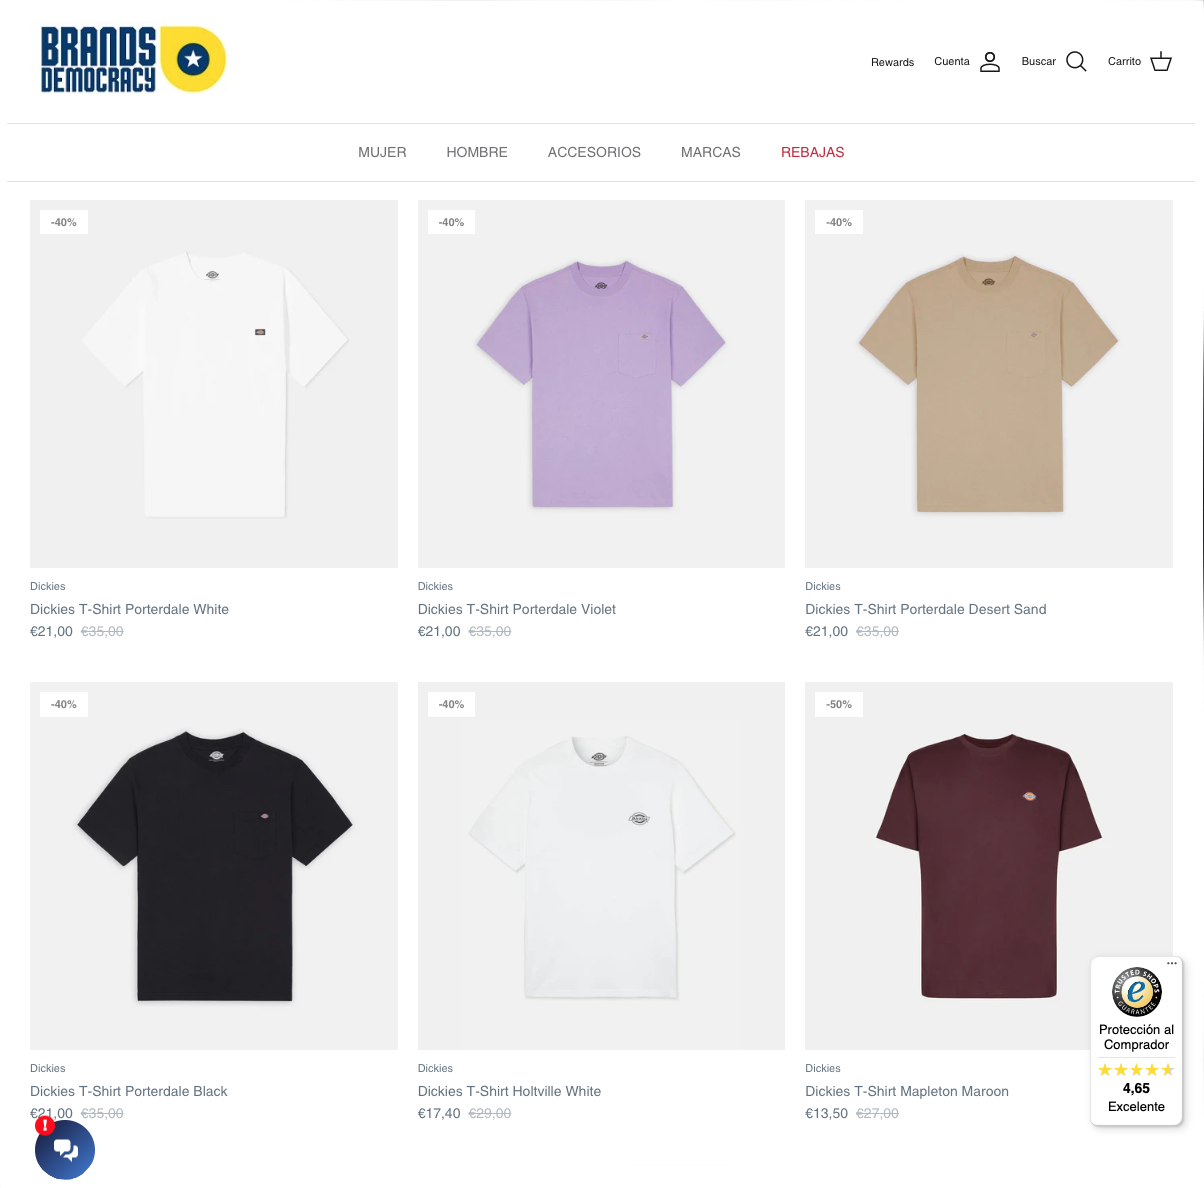 BRANDS
DEMOCRACY
Rewards
Cuenta
Buscar
Carrito
MUJER
HOMBRE
ACCESORIOS
MARCAS
REBAJAS
-40%
-40%
-40%
Dickies
Dickies T-Shirt Porterdale White
€21,00 €35,00
Dickies
Dickies T-Shirt Porterdale Violet
€21,00 €35,00
Dickies
Dickies T-Shirt Porterdale Desert Sand
€21,00 €35,00
-40%
-40%
-50%
Dickies
Dickies T-Shirt Porterdale Black
€21,00 €35,00
Dickies
Dickies T-Shirt Holtville White
€17,40 €29,00
Dickies
Dickies T-Shirt Mapleton Maroon
€13,50 €27,00
TRUSTED SHOPS
e
GUARANTEE
Protección al
Comprador
4,65
Excelente
!